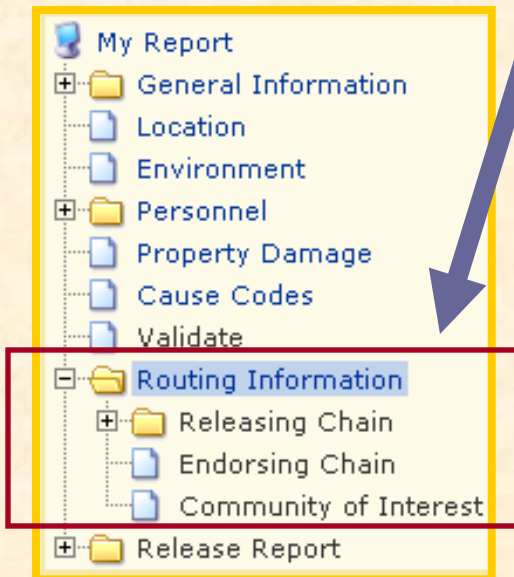 My Report
General Information
Location
Environment
Personnel
Property Damage
Cause Codes
Validate
Routing Information
Releasing Chain
Endorsing Chain
Community of Interest
Release Report